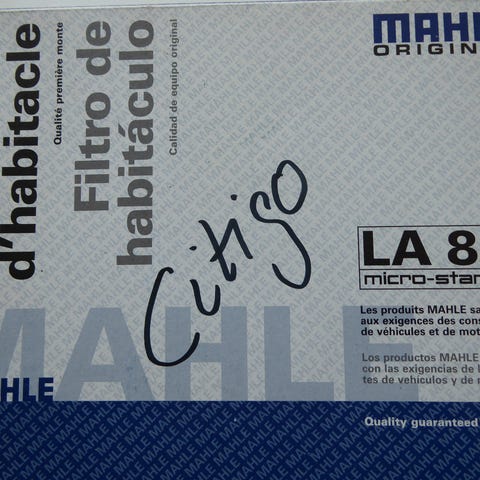 d'habitacle
Qualité première monte
Filtro de
habitáculo
Calidad de equipo original
MAHLE
ORIGIN
Citigo
LA 8
micro-star
Les produits MAHLE sa
aux exigences des cons
de véhicules et de mot
Los productos MAHLE
con las exigencias de l
tes de vehículos y de m
MAHLE
AHLE
Quality guaranteed